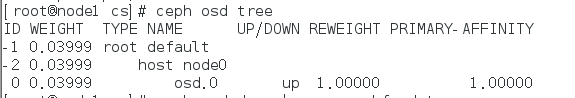 [root@node1 cs]# ceph osd tree
ID WEIGHT  TYPE NAME       UP/DOWN REWEIGHT PRIMARY-AFFINITY
-1 0.03999 root default
-2 0.03999     host node0
 0 0.03999         osd.0        up  1.00000          1.00000